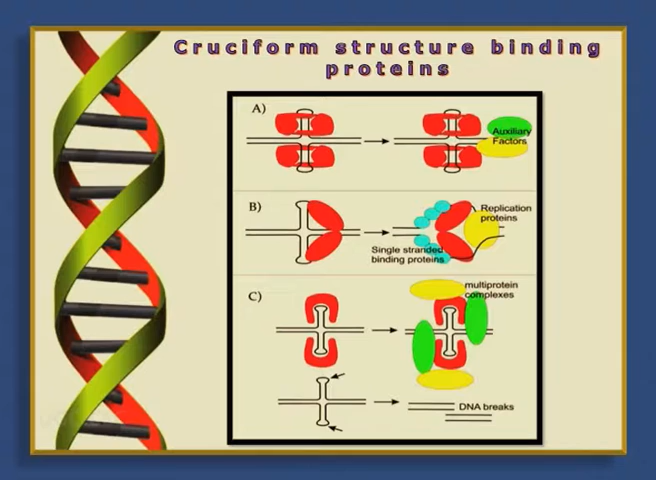 Cruciform structure binding
proteins
A)
Auxiliary
Factors
B)
Replication
proteins
Single stranded
binding proteins
C)
multiprotein
complexes
DNA breaks